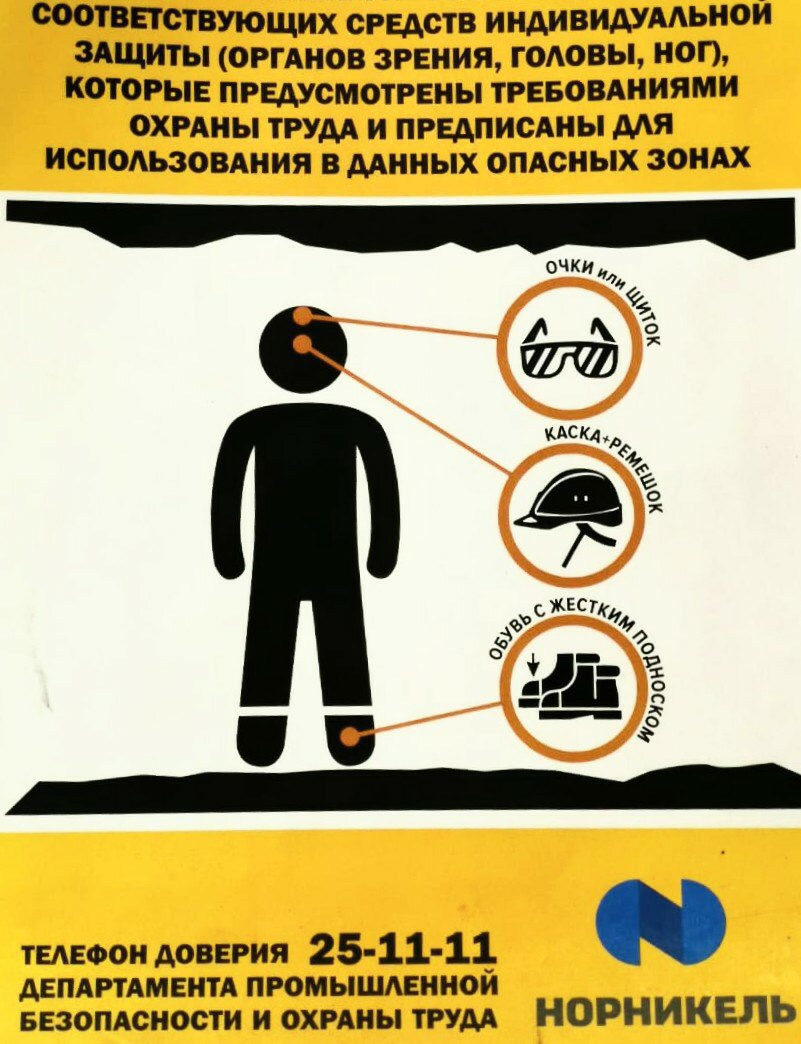 СООТВЕТСТВУЮЩИХ СРЕДСТВ ИНДИВИДУАЛЬНОЙ
ЗАЩИТЫ (ОРГАНОВ ЗРЕНИЯ, ГОЛОВЫ, НОГ),
КОТОРЫЕ ПРЕДУСМОТРЕНЫ ТРЕБОВАНИЯМИ
ОХРАНЫ ТРУДА И ПРЕДПИСАНЫ ДЛЯ
ИСПОЛЬЗОВАНИЯ В ДАННЫХ ОПАСНЫХ ЗОНАХ
ОЧКИ или ЩИТОК
КАСКА+РЕМЕШОК
ОБУВЬ С ЖЕСТКИМ ПОДНОСКОМ
ТЕЛЕФОН ДОВЕРИЯ 25-11-11
ДЕПАРТАМЕНТА ПРОМЫШЛЕННОЙ
БЕЗОПАСНОСТИ И ОХРАНЫ ТРУДА
НОРНИКЕЛЬ